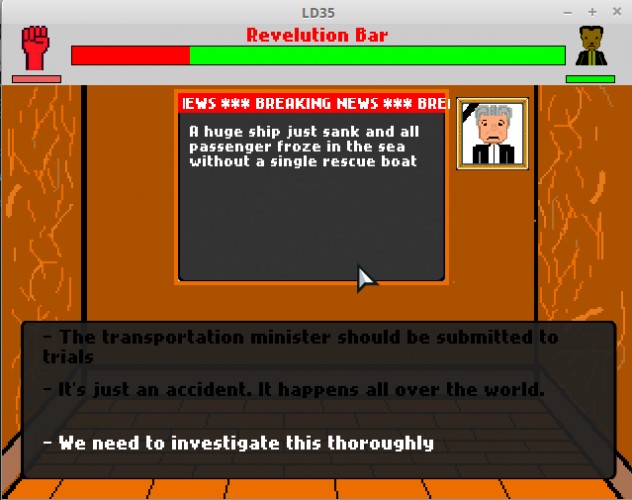 LD35
Revelution Bar
EWS *** BREAKING NEWS *** BRE
A huge ship just sank and all
passenger froze in the sea
without a single rescue boat
- The transportation minister should be submitted to
trials
- It's just an accident. It happens all over the world.
- We need to investigate this thoroughly